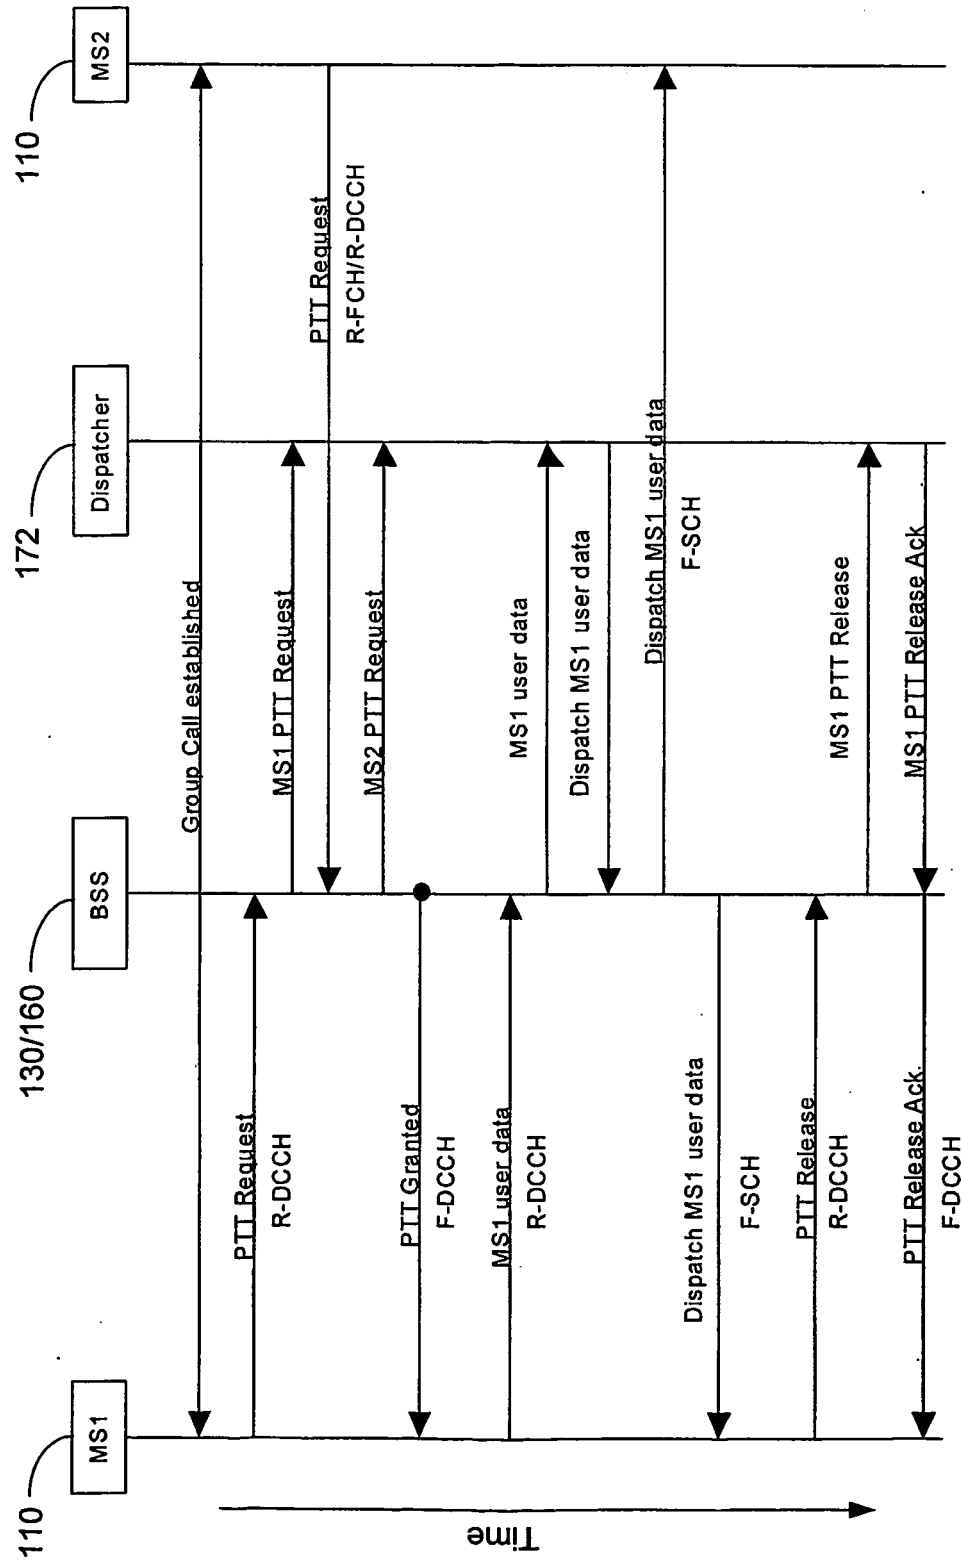 110
MS1
130/160
BSS
172
Dispatcher
110
MS2
Time
Group Call established
PTT Request
R-DCCH
MS1 PTT Request
PTT Request
R-FCH/R-DCCH
MS2 PTT Request
PTT Granted
F-DCCH
MS1 user data
R-DCCH
MS1 user data
Dispatch MS1 user data
Dispatch MS1 user data
F-SCH
Dispatch MS1 user data
F-SCH
PTT Release
R-DCCH
MS1 PTT Release
MS1 PTT Release Ack
PTT Release Ack.
F-DCCH